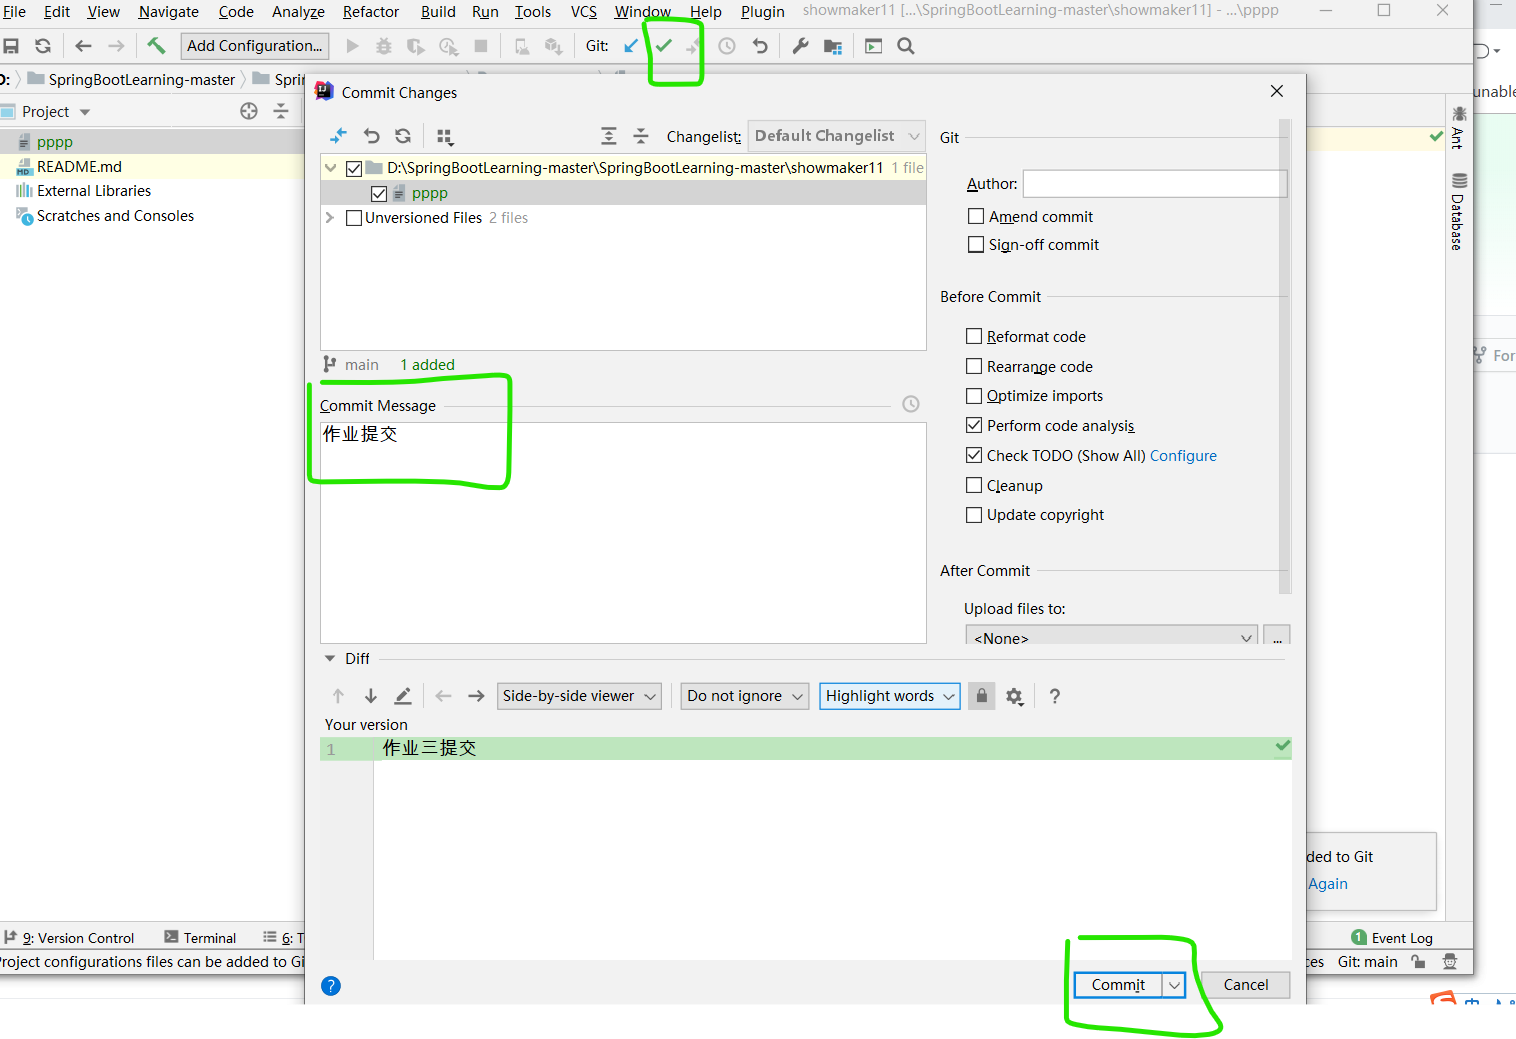 File Edit View Navigate Code Analyze Refactor Build Run Tools VCS Window Help Plugin showmaker11 [...\SpringBootLearning-master\showmaker11] - ...\pppp
Add Configuration... Git:
SpringBootLearning-master
Project
pppp
README.md
External Libraries
Scratches and Consoles
Commit Changes
Changelist: Default Changelist
D:\SpringBootLearning-master\SpringBootLearning-master\showmaker11 1 file
pppp
Unversioned Files 2 files
main 1 added
Commit Message
作业提交
Git
Author:
Amend commit
Sign-off commit
Before Commit
Reformat code
Rearrange code
Optimize imports
Perform code analysis
Check TODO (Show All) Configure
Cleanup
Update copyright
After Commit
Upload files to:
<None> ...
Diff
Side-by-side viewer Do not ignore Highlight words ?
Your version
1 作业三提交
? Commit Cancel
Ant
Database
ded to Git
Again
9: Version Control Terminal 6: T
1 Event Log
Project configurations files can be added to Gi
ces Git: main
中